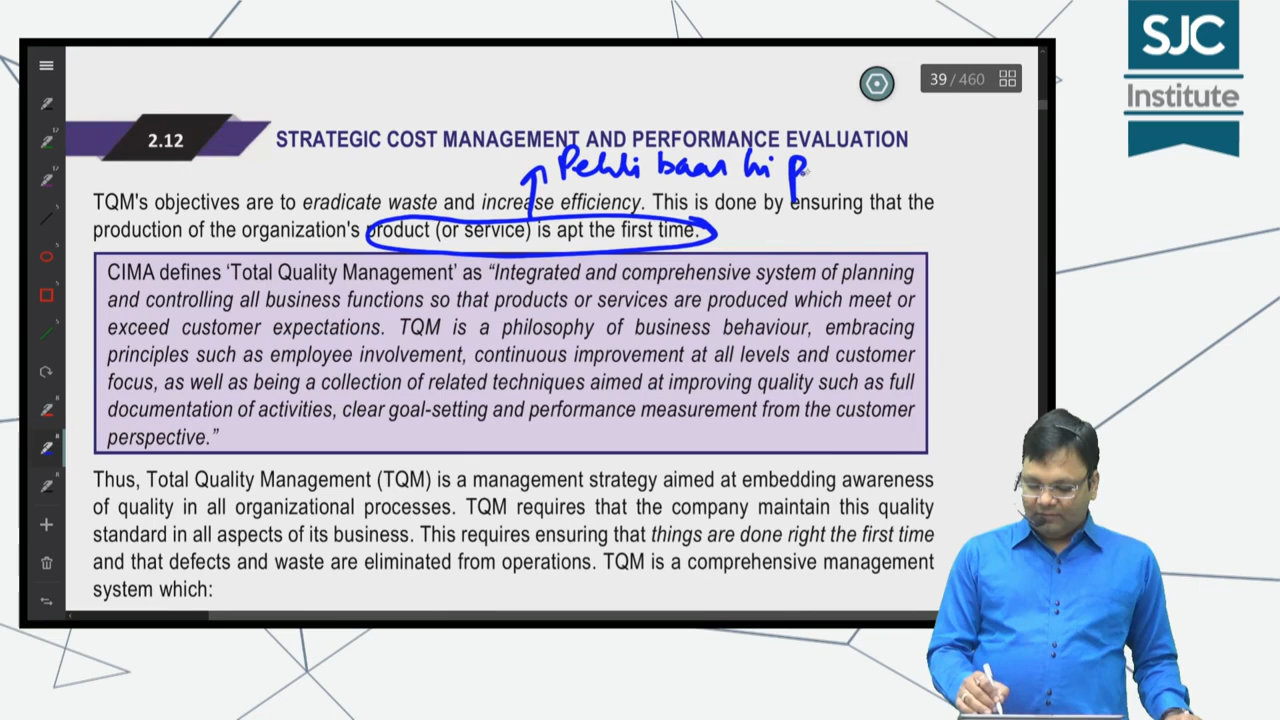 SJC
Institute
39 / 460
2.12
STRATEGIC COST MANAGEMENT AND PERFORMANCE EVALUATION
Pehli baar hi p
TQM's objectives are to eradicate waste and increase efficiency. This is done by ensuring that the
production of the organization's product (or service) is apt the first time.
CIMA defines ‘Total Quality Management’ as “Integrated and comprehensive system of planning
and controlling all business functions so that products or services are produced which meet or
exceed customer expectations. TQM is a philosophy of business behaviour, embracing
principles such as employee involvement, continuous improvement at all levels and customer
focus, as well as being a collection of related techniques aimed at improving quality such as full
documentation of activities, clear goal-setting and performance measurement from the customer
perspective.”
Thus, Total Quality Management (TQM) is a management strategy aimed at embedding awareness
of quality in all organizational processes. TQM requires that the company maintain this quality
standard in all aspects of its business. This requires ensuring that things are done right the first time
and that defects and waste are eliminated from operations. TQM is a comprehensive management
system which: